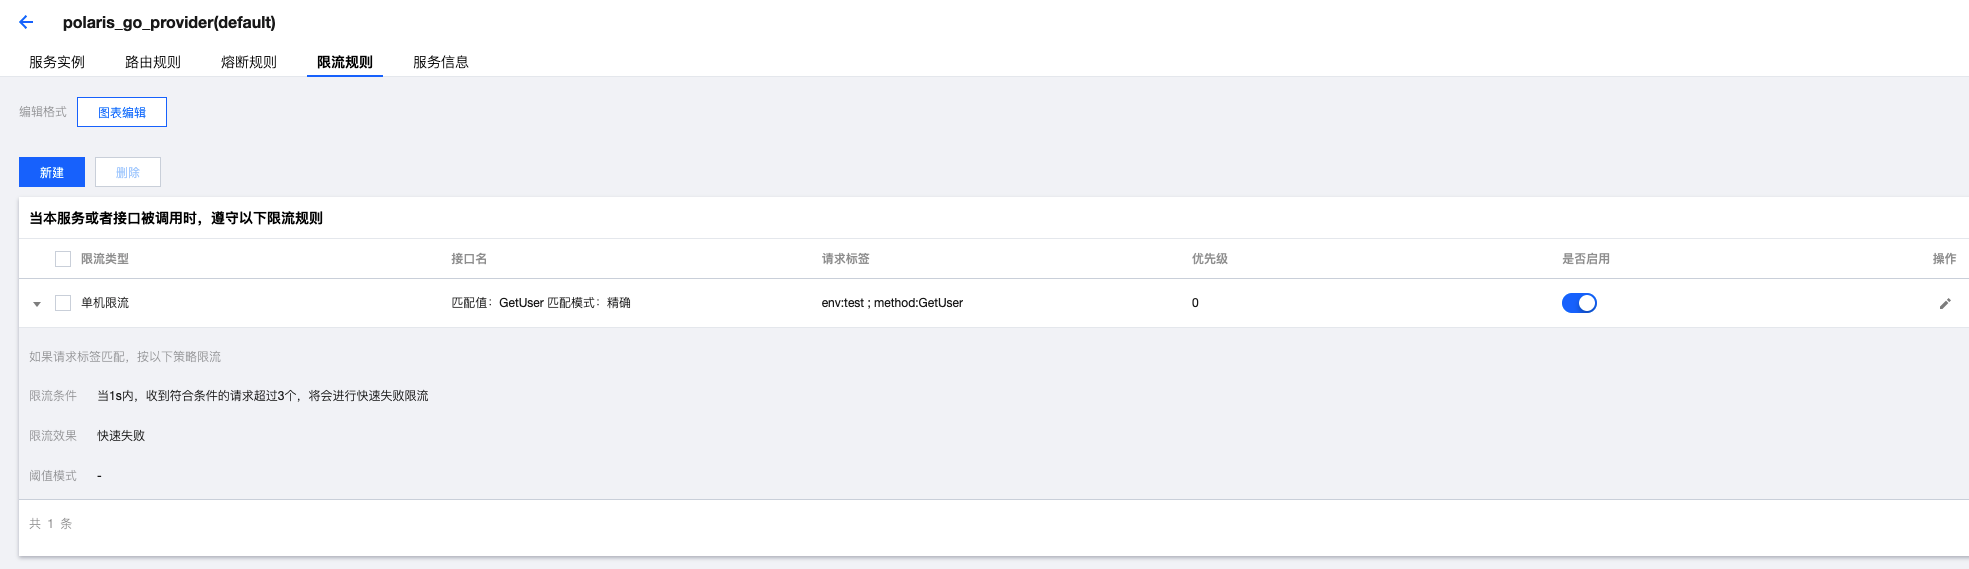 polaris_go_provider(default)
服务实例 路由规则 熔断规则 限流规则 服务信息
编辑格式 图表编辑
新建 删除
当本服务或者接口被调用时，遵守以下限流规则
限流类型 接口名 请求标签 优先级 是否启用 操作
单机限流 匹配值：GetUser 匹配模式：精确 env:test ; method:GetUser 0
如果请求标签匹配，按以下策略限流
限流条件 当1s内，收到符合条件的请求超过3个，将会进行快速失败限流
限流效果 快速失败
阈值模式 -
共 1 条